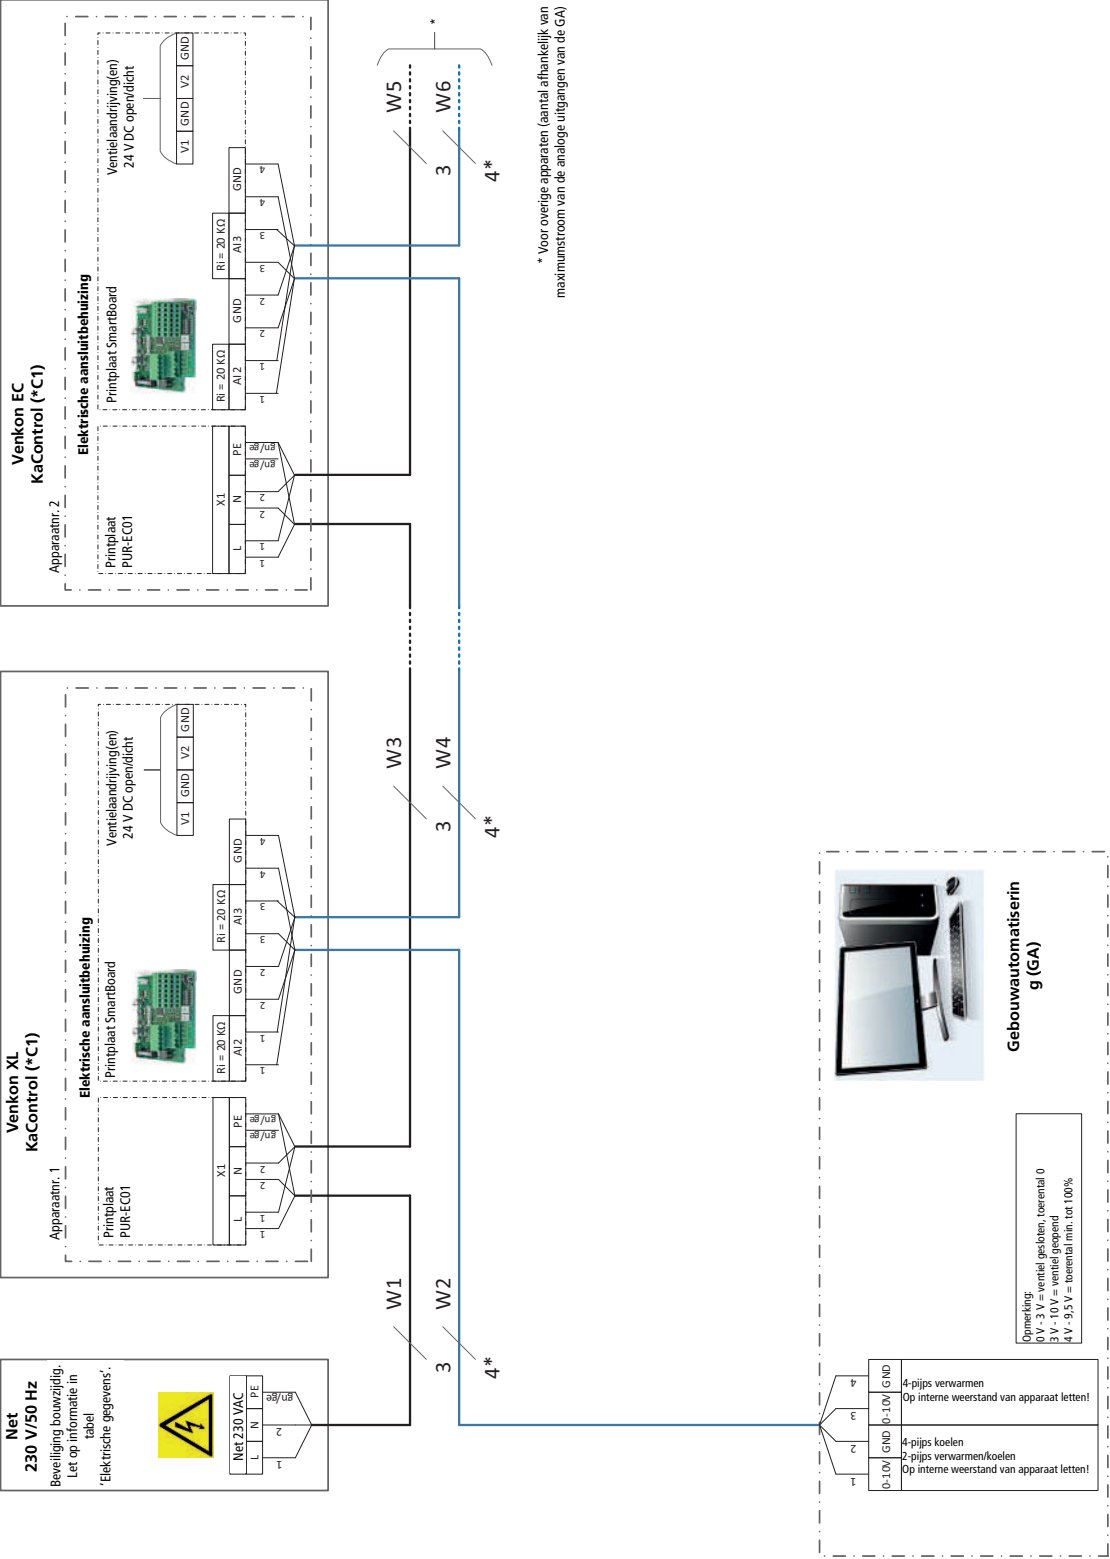 Net
230 V/50 Hz
Beveiliging bouwzijdig.
Let op informatie in
tabel
'Elektrische gegevens'.
Net 230 VAC
L N PE
1 2 gn/ge
W1
3
W2
4*
Venkon XL
KaControl (*C1)
Apparaatnr. 1
Elektrische aansluitbehuizing
Printplaat
PUR-EC01
X1
L N PE
1 1 2 2 gn/ge gn/ge
Printplaat SmartBoard
Ri = 20 KΩ Ri = 20 KΩ
AI2 GND AI3 GND
1 1 2 2 3 3 4 4
Ventielaandrijving(en)
24 V DC open/dicht
V1 GND V2 GND
W3
3
W4
4*
Venkon EC
KaControl (*C1)
Apparaatnr. 2
Elektrische aansluitbehuizing
Printplaat
PUR-EC01
X1
L N PE
1 1 2 2 gn/ge gn/ge
Printplaat SmartBoard
Ri = 20 KΩ Ri = 20 KΩ
AI2 GND AI3 GND
1 1 2 2 3 3 4 4
Ventielaandrijving(en)
24 V DC open/dicht
V1 GND V2 GND
W5
3
W6
4*
*
* Voor overige apparaten (aantal afhankelijk van
maximumstroom van de analoge uitgangen van de GA)
1 2 3 4
0-10V GND 0-10V GND
4-pijps koelen
2-pijps verwarmen/koelen
Op interne weerstand van apparaat letten!
4-pijps verwarmen
Op interne weerstand van apparaat letten!
Opmerking:
0 V - 3 V = ventiel gesloten, toerental 0
3 V - 10 V = ventiel geopend
4 V - 9,5 V = toerental min. tot 100%
Gebouwautomatiserin
g (GA)